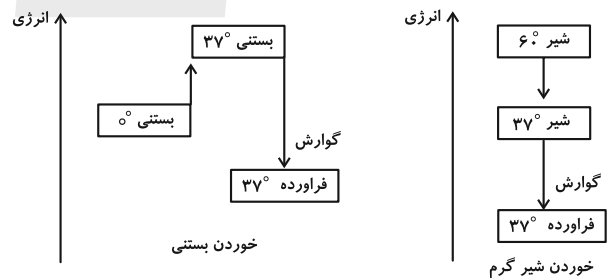 انرژی
بستنی ۳۷°
بستنی ۰°
گوارش
فراورده ۳۷°
خوردن بستنی
انرژی
شیر ۶۰°
شیر ۳۷°
گوارش
فراورده ۳۷°
خوردن شیر گرم